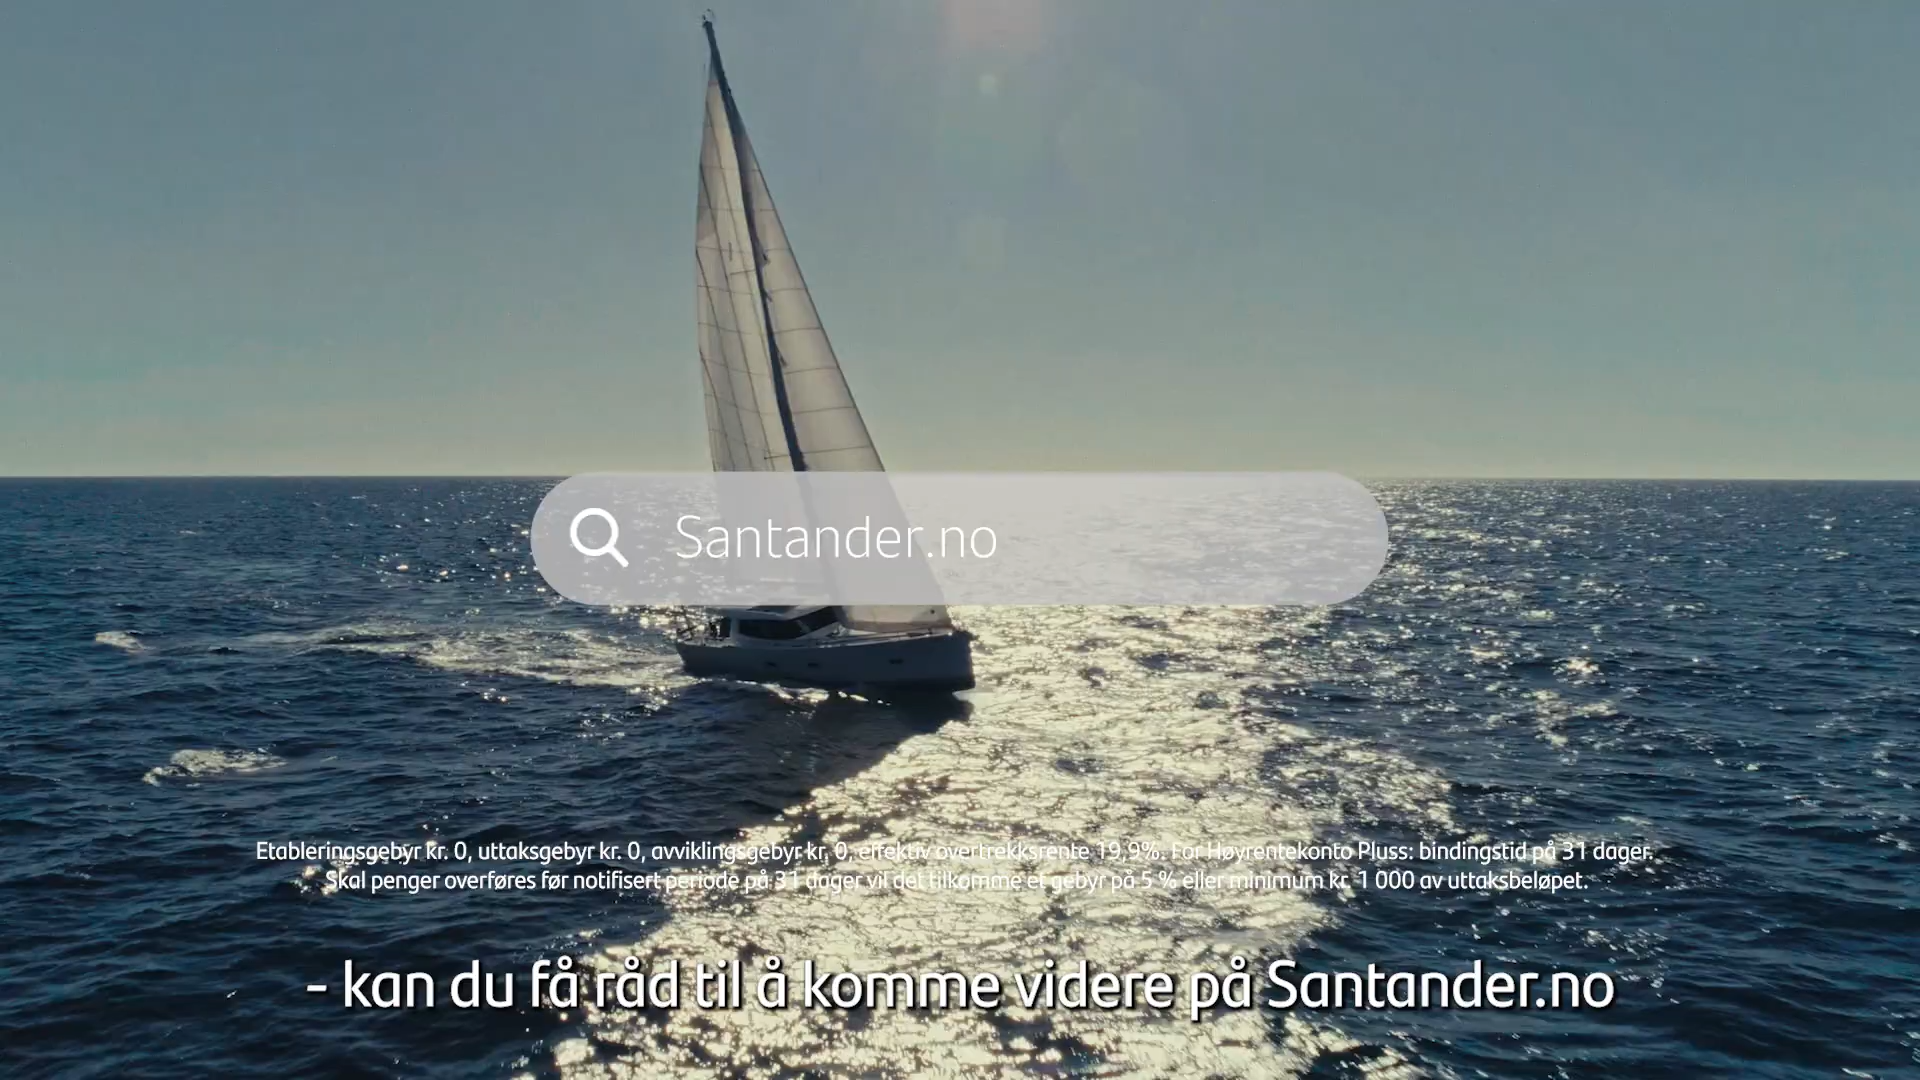 Santander.no
Etableringsgebyr kr. 0, uttaksgebyr kr. 0, avviklingsgebyr kr. 0, effektiv overtrekksrente 19,9%. For Høyrentekonto Pluss: bindingstid på 31 dager.
Skal penger overføres før notifisert periode på 31 dager vil det tilkomme et gebyr på 5 % eller minimum kr. 1 000 av uttaksbeløpet.
- kan du få råd til å komme videre på Santander.no